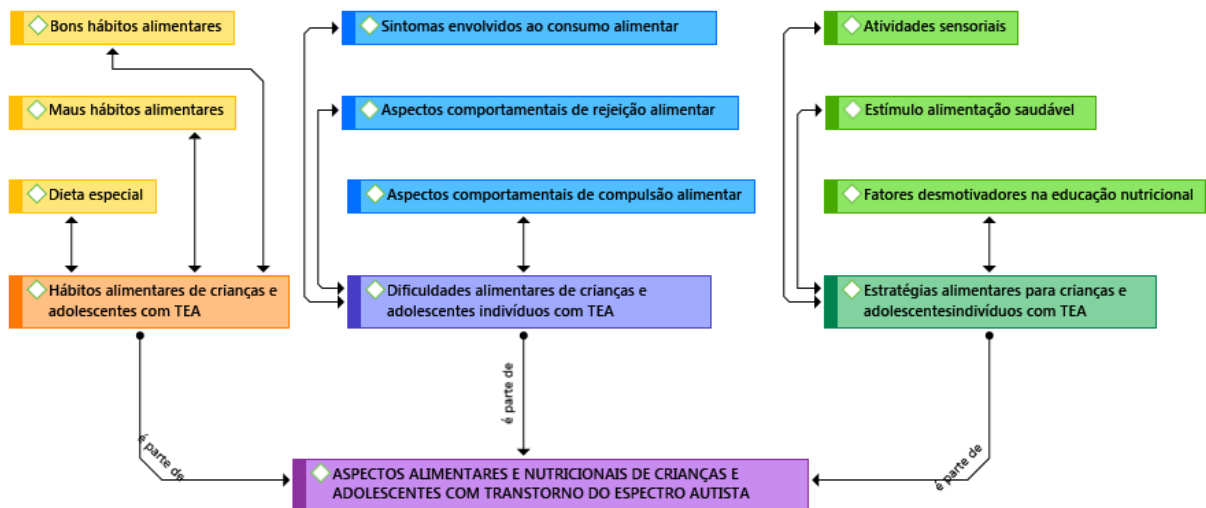 Bons hábitos alimentares
Sintomas envolvidos ao consumo alimentar
Atividades sensoriais
Maus hábitos alimentares
Aspectos comportamentais de rejeição alimentar
Estímulo alimentação saudável
Dieta especial
Aspectos comportamentais de compulsão alimentar
Fatores desmotivadores na educação nutricional
Hábitos alimentares de crianças e
adolescentes com TEA
Dificuldades alimentares de crianças e
adolescentes indivíduos com TEA
Estratégias alimentares para crianças e
adolescentesindivíduos com TEA
é parte de
é parte de
é parte de
ASPECTOS ALIMENTARES E NUTRICIONAIS DE CRIANÇAS E
ADOLESCENTES COM TRANSTORNO DO ESPECTRO AUTISTA